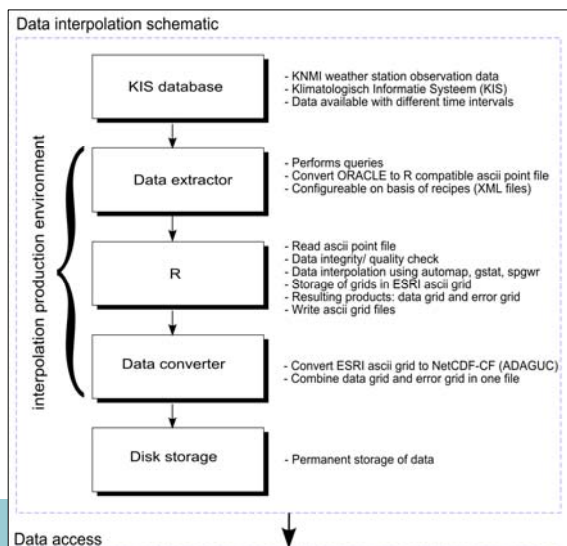 Data interpolation schematic
KIS database
- KNMI weather station observation data
- Klimatologisch Informatie Systeem (KIS)
- Data available with different time intervals
interpolation production environment
Data extractor
- Performs queries
- Convert ORACLE to R compatible ascii point file
- Configureable on basis of recipes (XML files)
R
- Read ascii point file
- Data integrity/ quality check
- Data interpolation using automap, gstat, spgwr
- Storage of grids in ESRI ascii grid
- Resulting products: data grid and error grid
- Write ascii grid files
Data converter
- Convert ESRI ascii grid to NetCDF-CF (ADAGUC)
- Combine data grid and error grid in one file
Disk storage
- Permanent storage of data
Data access